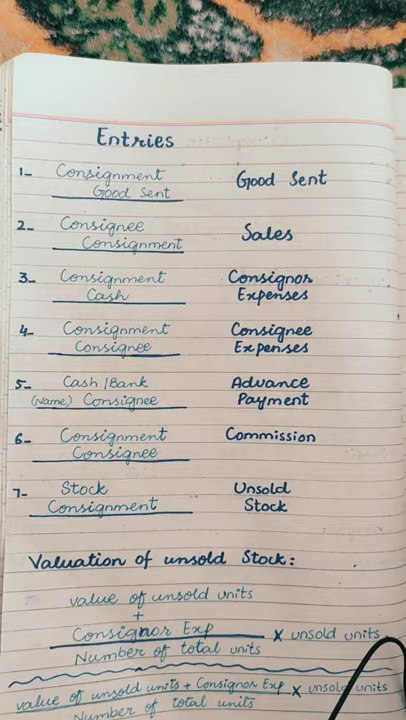 Entries
1- Consignment Good Sent
Good Sent
2- Consignee Sales
Consignment
3- Consignment Consignor
Cash Expenses
4- Consignment Consignee
Consignee Expenses
5- Cash/Bank Advance
(Name) Consignee Payment
6- Consignment Commission
Consignee
7- Stock Unsold
Consignment Stock
Valuation of unsold Stock:
value of unsold units
+
Consignor Exp X unsold units
Number of total units
value of unsold units + Consignor Exp X unsold units
Number of total units